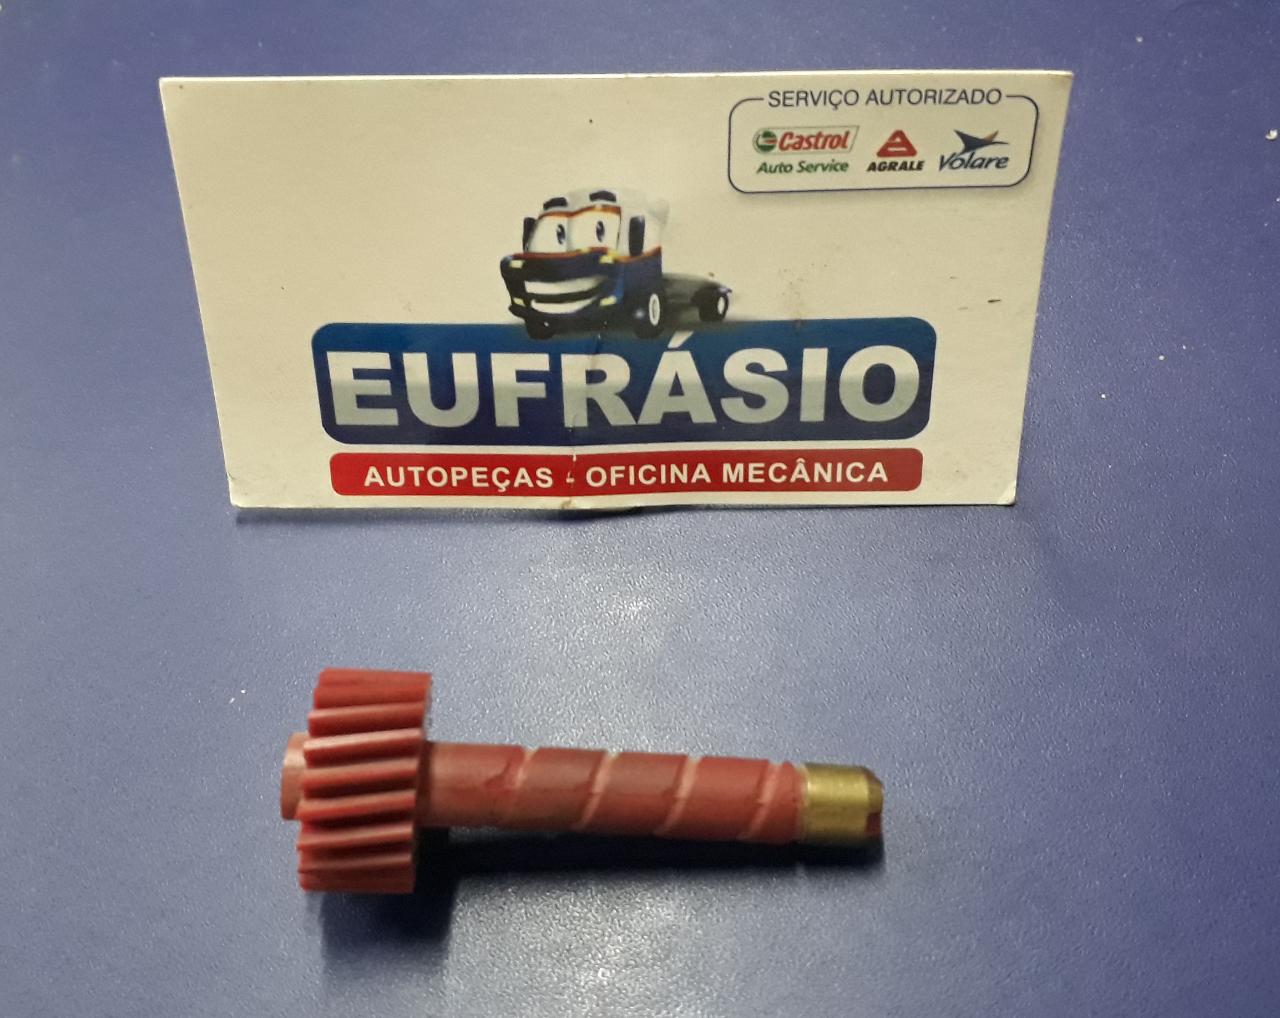 SERVIÇO AUTORIZADO
Castrol
Auto Service
AGRALE
Volare
EUFRÁSIO
AUTOPEÇAS - OFICINA MECÂNICA